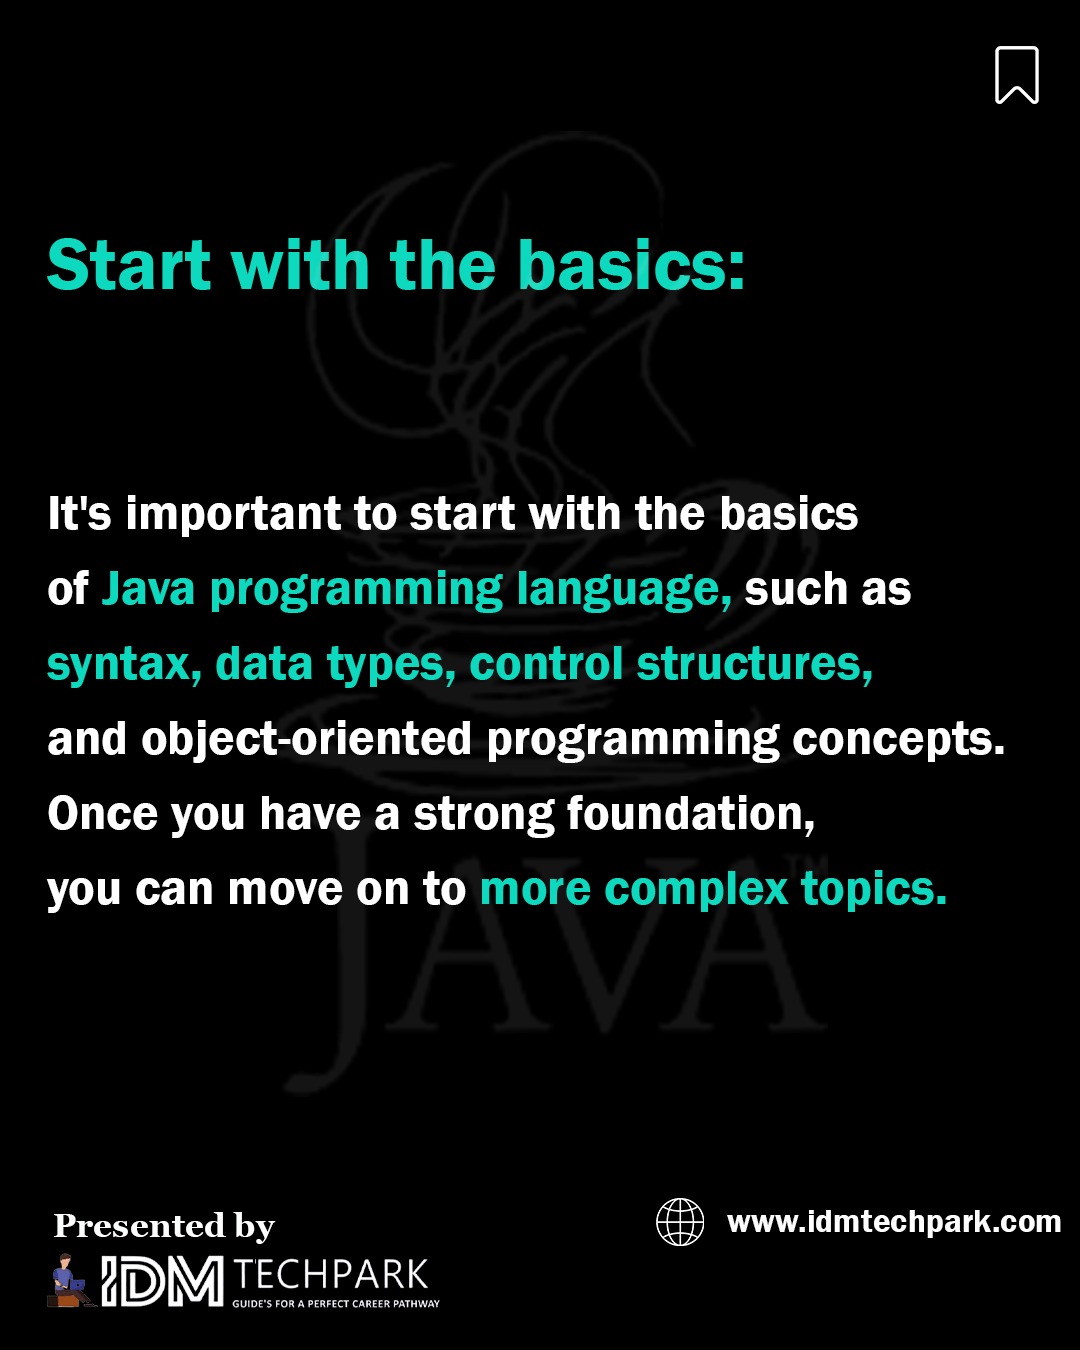 Start with the basics:
It's important to start with the basics
of Java programming language, such as
syntax, data types, control structures,
and object-oriented programming concepts.
Once you have a strong foundation,
you can move on to more complex topics.
JAVA™
Presented by
IDM TECHPARK
GUIDE'S FOR A PERFECT CAREER PATHWAY
www.idmtechpark.com